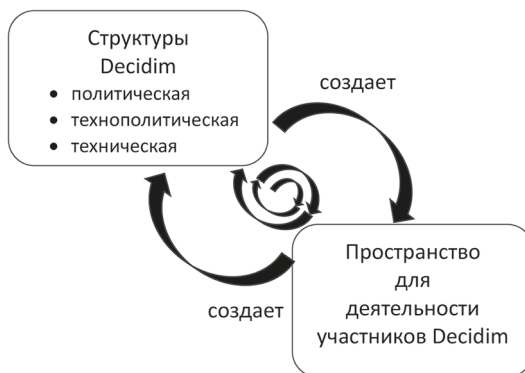 Структуры
Decidim
• политическая
• технополитическая
• техническая
создает
Пространство
для
деятельности
участников Decidim
создает